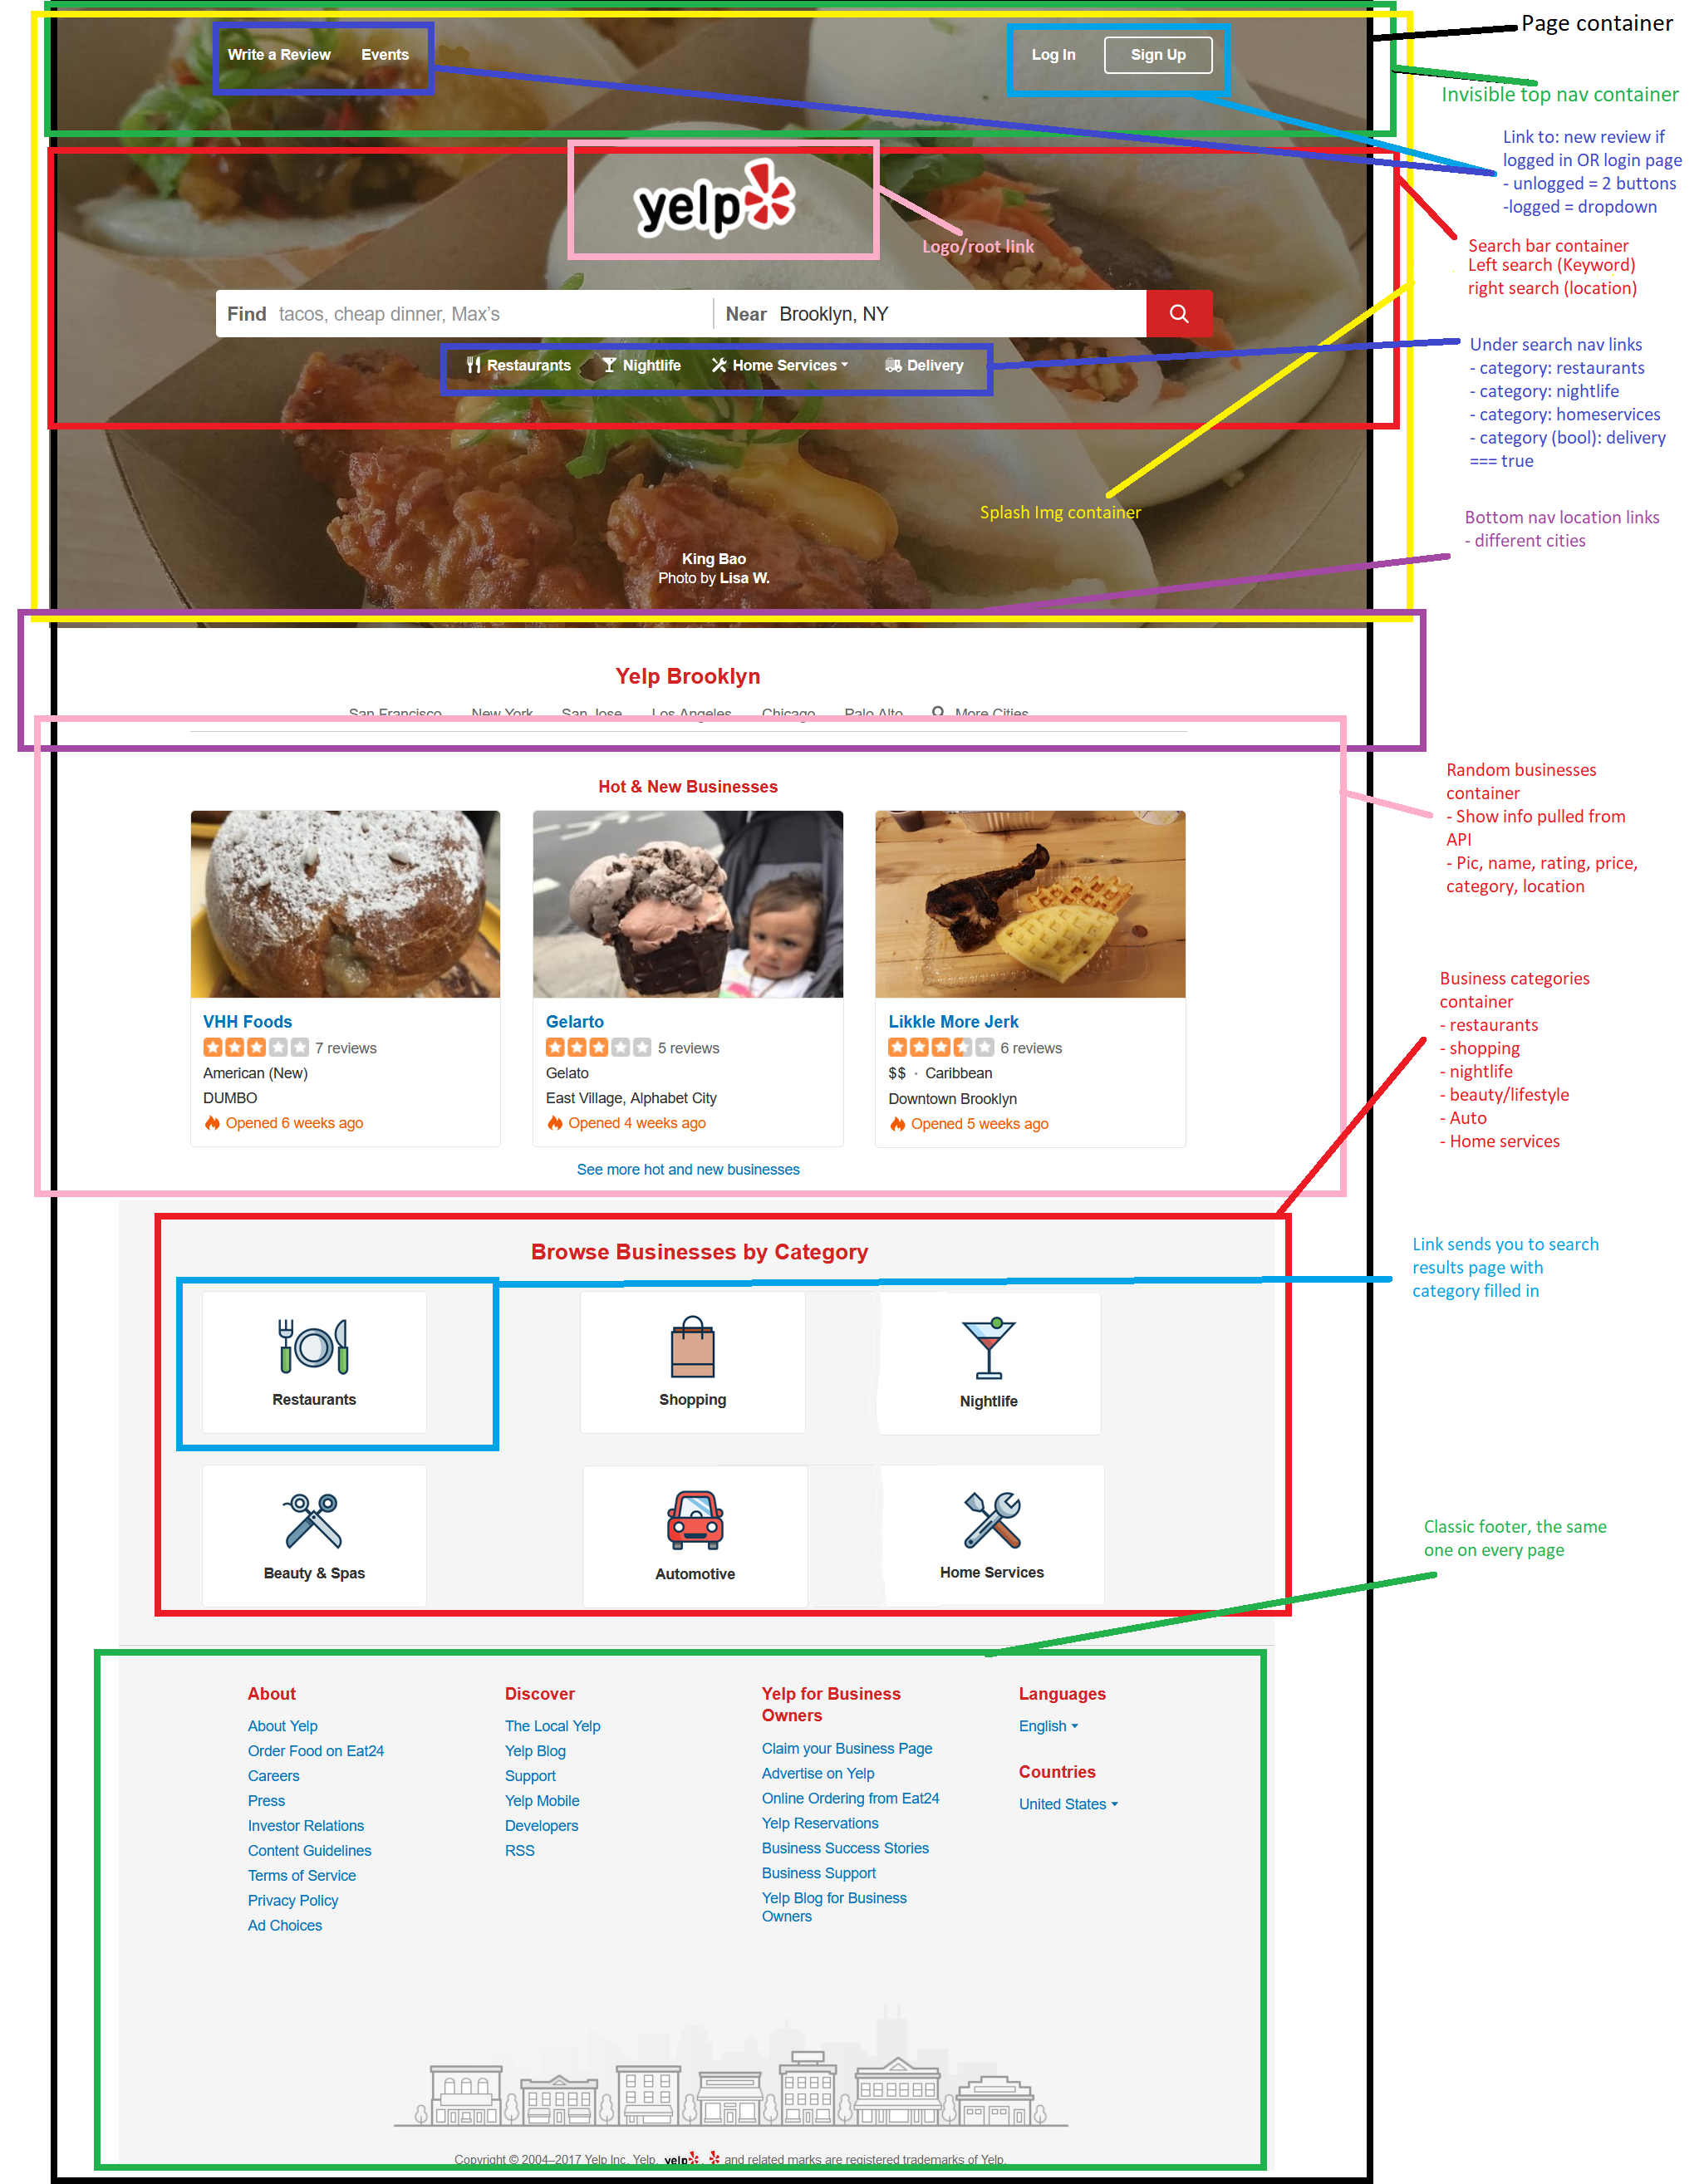 Page container
Write a Review Events Log In Sign Up
Invisible top nav container
Link to: new review if
logged in OR login page
- unlogged = 2 buttons
-logged = dropdown
yelp
Logo/root link
Search bar container
Left search (Keyword)
right search (location)
Find tacos, cheap dinner, Max's Near Brooklyn, NY
Restaurants Nightlife Home Services Delivery
Under search nav links
- category: restaurants
- category: nightlife
- category: homeservices
- category (bool): delivery
=== true
Splash Img container
Bottom nav location links
- different cities
King Bao
Photo by Lisa W.
Yelp Brooklyn
San Francisco New York San Jose Los Angeles Chicago Palo Alto More Cities
Random businesses
container
- Show info pulled from
API
- Pic, name, rating, price,
category, location
Hot & New Businesses
VHH Foods
7 reviews
American (New)
DUMBO
Opened 6 weeks ago
Gelarto
5 reviews
Gelato
East Village, Alphabet City
Opened 4 weeks ago
Likkle More Jerk
6 reviews
$$ · Caribbean
Downtown Brooklyn
Opened 5 weeks ago
See more hot and new businesses
Business categories
container
- restaurants
- shopping
- nightlife
- beauty/lifestyle
- Auto
- Home services
Browse Businesses by Category
Link sends you to search
results page with
category filled in
Restaurants Shopping Nightlife
Beauty & Spas Automotive Home Services
Classic footer, the same
one on every page
About
About Yelp
Order Food on Eat24
Careers
Press
Investor Relations
Content Guidelines
Terms of Service
Privacy Policy
Ad Choices
Discover
The Local Yelp
Yelp Blog
Support
Yelp Mobile
Developers
RSS
Yelp for Business
Owners
Claim your Business Page
Advertise on Yelp
Online Ordering from Eat24
Yelp Reservations
Business Success Stories
Business Support
Yelp Blog for Business
Owners
Languages
English
Countries
United States
Copyright © 2004–2017 Yelp Inc. Yelp, yelp, and related marks are registered trademarks of Yelp.